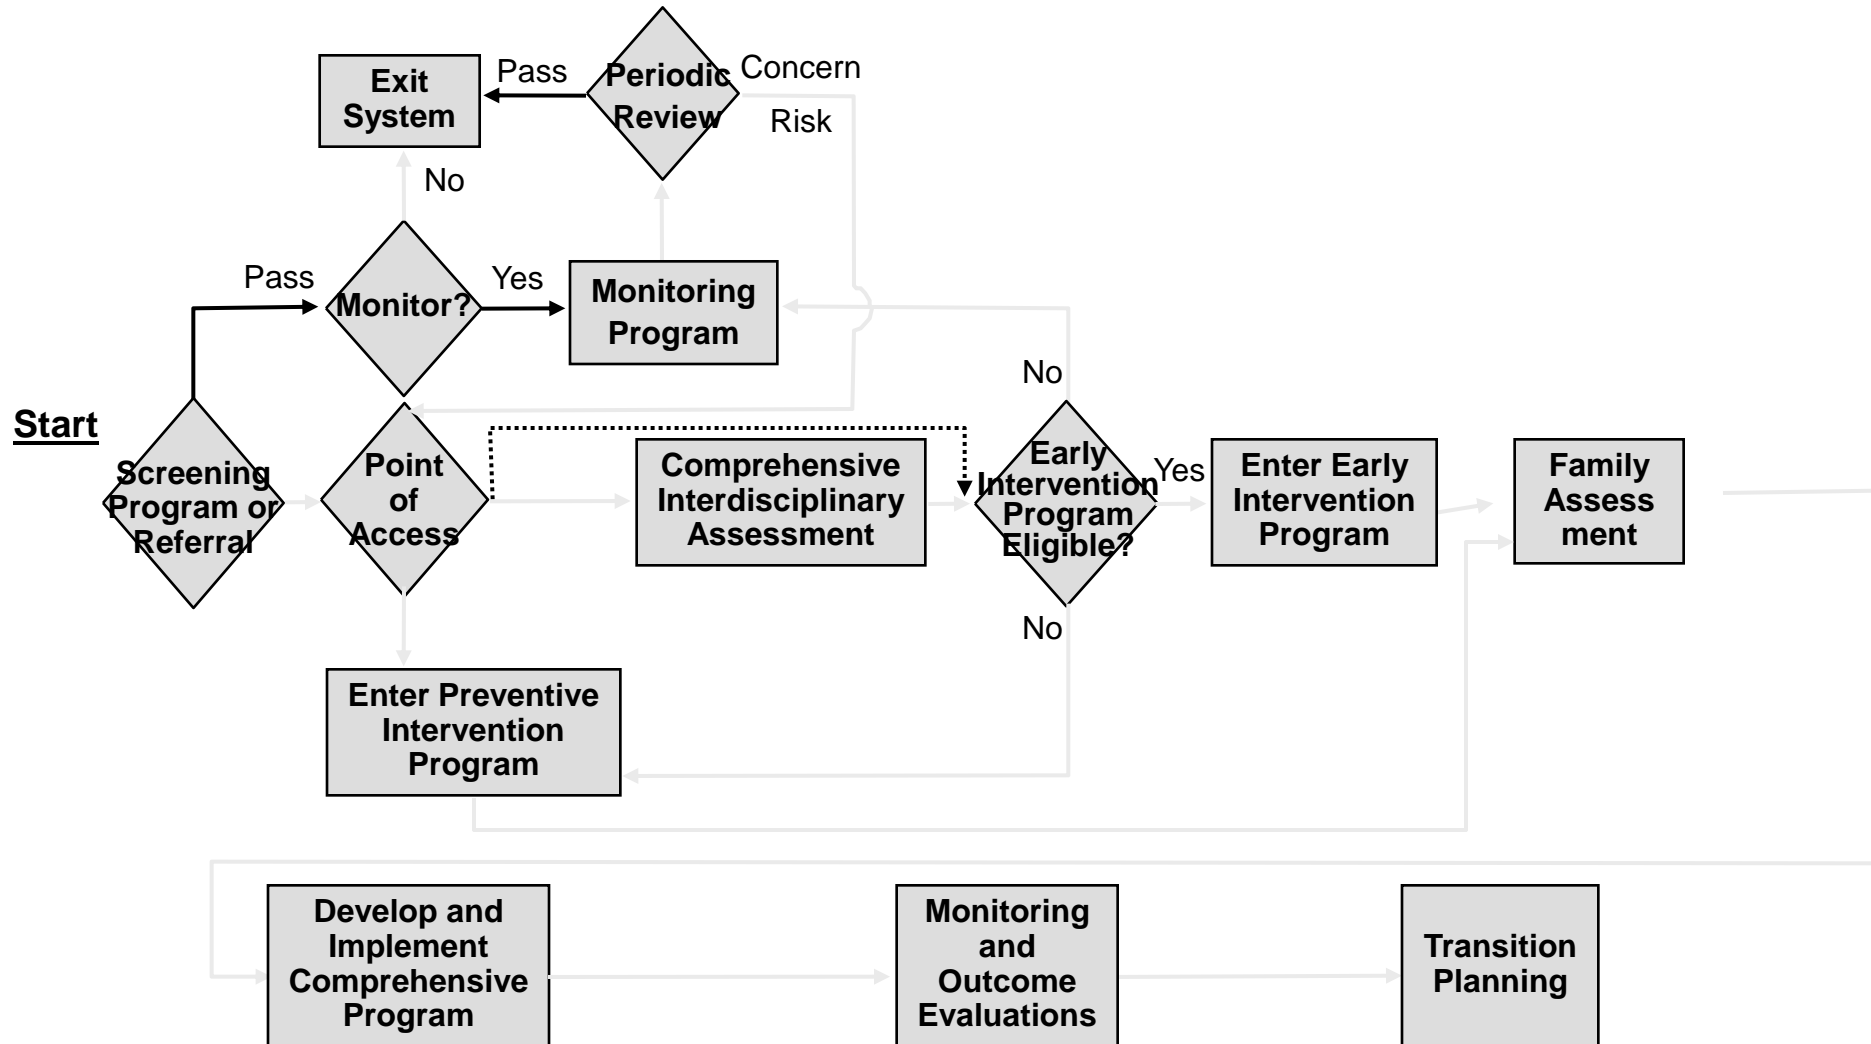 Exit
System
Pass
Periodic
Review
Concern
Risk
No
Pass
Monitor?
Yes
Monitoring
Program
No
Start
Screening
Program or
Referral
Point
of
Access
Comprehensive
Interdisciplinary
Assessment
Early
Intervention
Program
Eligible?
Yes
Enter Early
Intervention
Program
Family
Assess
ment
No
Enter Preventive
Intervention
Program
Develop and
Implement
Comprehensive
Program
Monitoring
and
Outcome
Evaluations
Transition
Planning